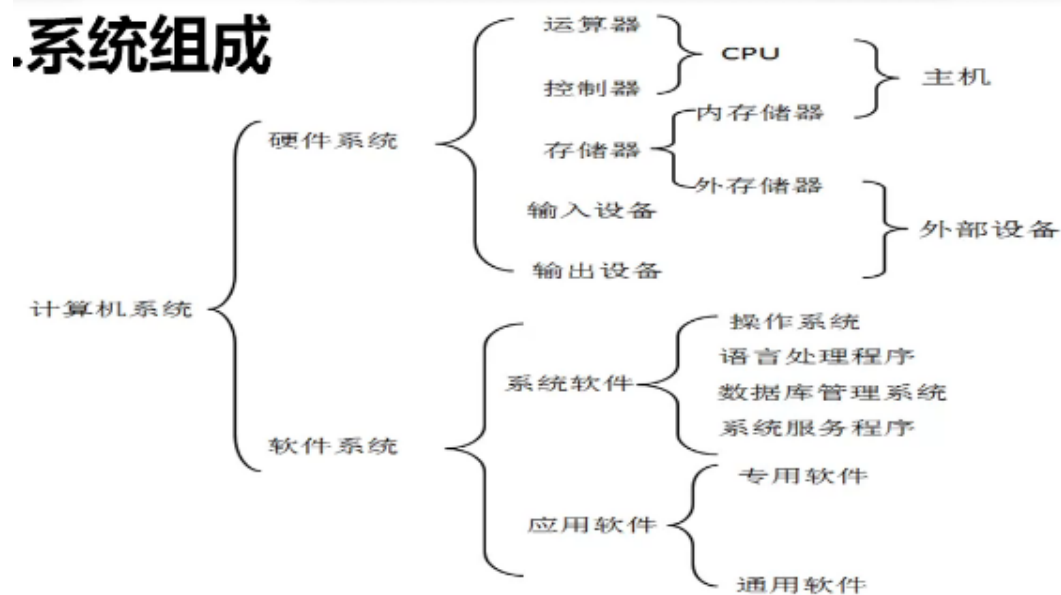 .系统组成
计算机系统
硬件系统
运算器
控制器
CPU
存储器
内存储器
外存储器
主机
输入设备
输出设备
外部设备
软件系统
系统软件
操作系统
语言处理程序
数据库管理系统
系统服务程序
应用软件
专用软件
通用软件